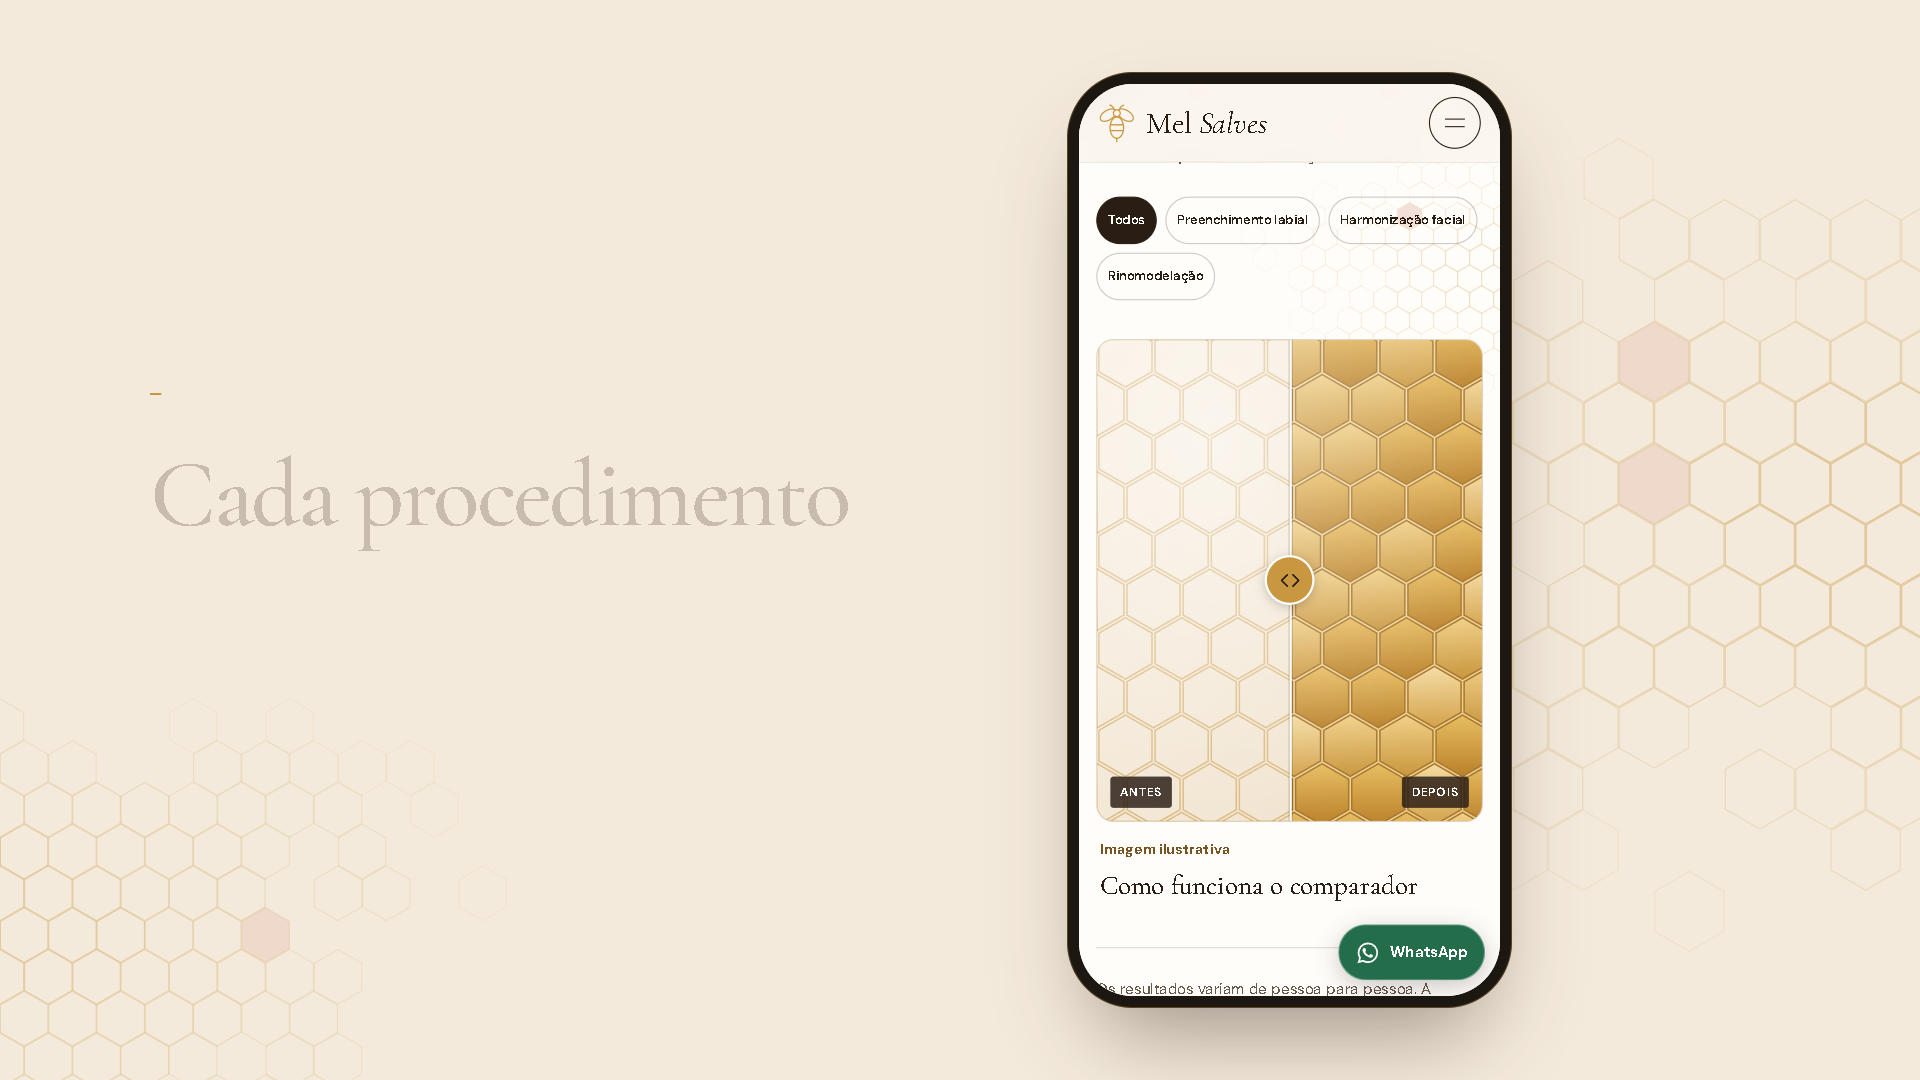 Cada procedimento
Mel Salves
Todos
Preenchimento labial
Harmonização facial
Rinomodelação
ANTES
DEPOIS
Imagem ilustrativa
Como funciona o comparador
WhatsApp
Os resultados variam de pessoa para pessoa. A